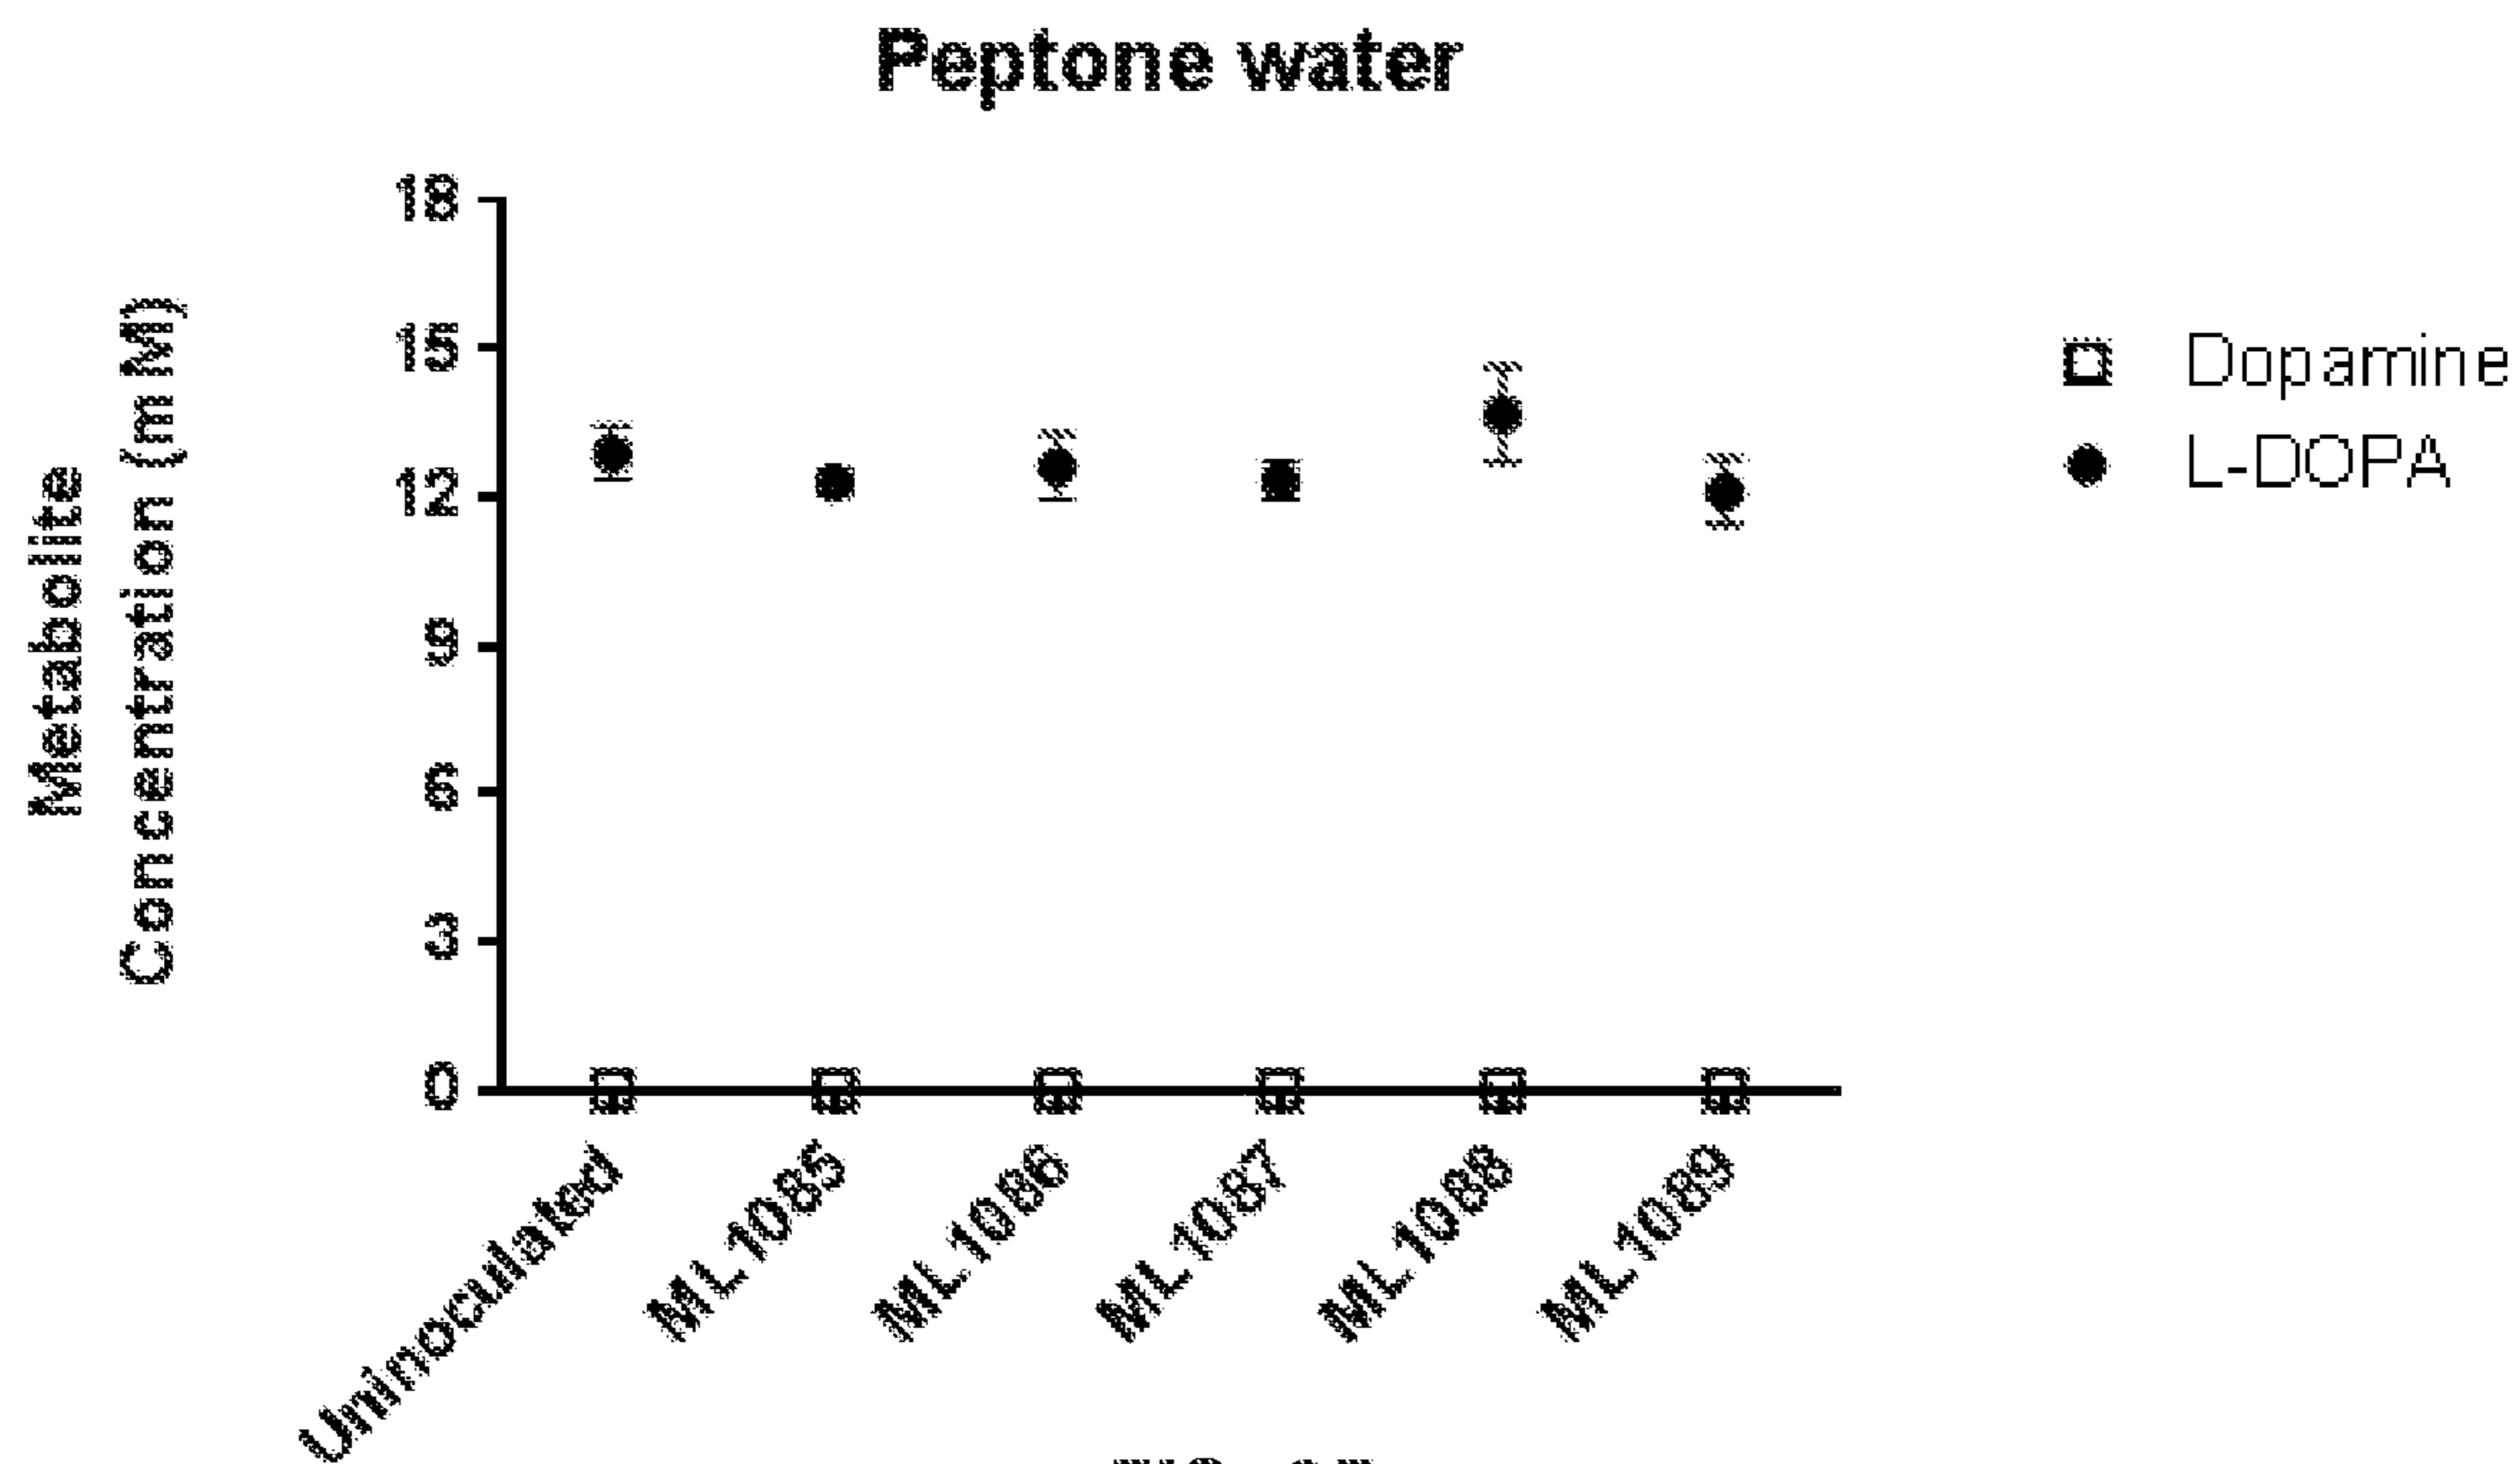 Peptone water
Metabolite
Concentration (mM)
18
15
12
9
6
3
0
Dopamine
L-DOPA
Uninoculated
ML1085
ML1086
ML1087
ML1088
ML1089